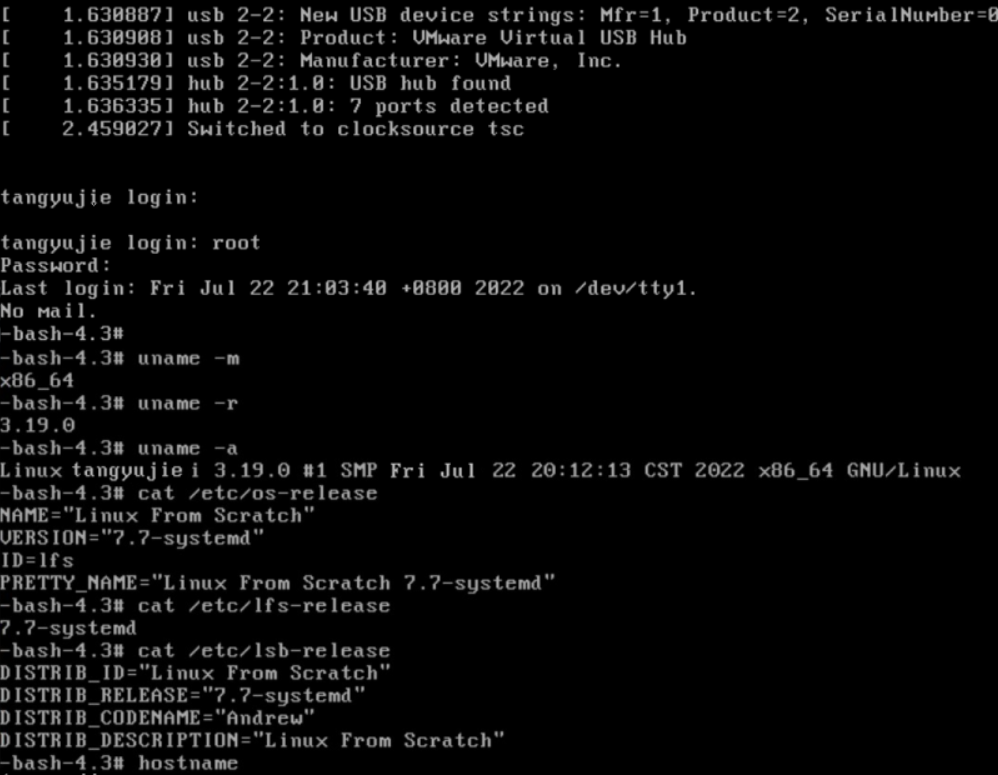 [    1.630887] usb 2-2: New USB device strings: Mfr=1, Product=2, SerialNumber=0
[    1.630908] usb 2-2: Product: VMware Virtual USB Hub
[    1.630930] usb 2-2: Manufacturer: VMware, Inc.
[    1.635179] hub 2-2:1.0: USB hub found
[    1.636335] hub 2-2:1.0: 7 ports detected
[    2.459027] Switched to clocksource tsc
tangyujie login:
tangyujie login: root
Password:
Last login: Fri Jul 22 21:03:40 +0800 2022 on /dev/tty1.
No mail.
-bash-4.3#
-bash-4.3# uname -m
x86_64
-bash-4.3# uname -r
3.19.0
-bash-4.3# uname -a
Linux tangyujie i 3.19.0 #1 SMP Fri Jul 22 20:12:13 CST 2022 x86_64 GNU/Linux
-bash-4.3# cat /etc/os-release
NAME="Linux From Scratch"
VERSION="7.7-systemd"
ID=lfs
PRETTY_NAME="Linux From Scratch 7.7-systemd"
-bash-4.3# cat /etc/lfs-release
7.7-systemd
-bash-4.3# cat /etc/lsb-release
DISTRIB_ID="Linux From Scratch"
DISTRIB_RELEASE="7.7-systemd"
DISTRIB_CODENAME="Andrew"
DISTRIB_DESCRIPTION="Linux From Scratch"
-bash-4.3# hostname